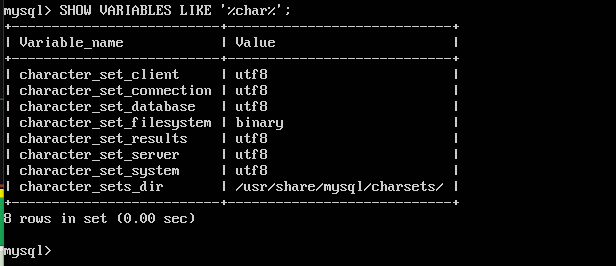 mysql> SHOW VARIABLES LIKE '%char%';
+--------------------------+----------------------------+
| Variable_name            | Value                      |
+--------------------------+----------------------------+
| character_set_client     | utf8                       |
| character_set_connection | utf8                       |
| character_set_database   | utf8                       |
| character_set_filesystem | binary                     |
| character_set_results    | utf8                       |
| character_set_server     | utf8                       |
| character_set_system     | utf8                       |
| character_sets_dir       | /usr/share/mysql/charsets/ |
+--------------------------+----------------------------+
8 rows in set (0.00 sec)
mysql>